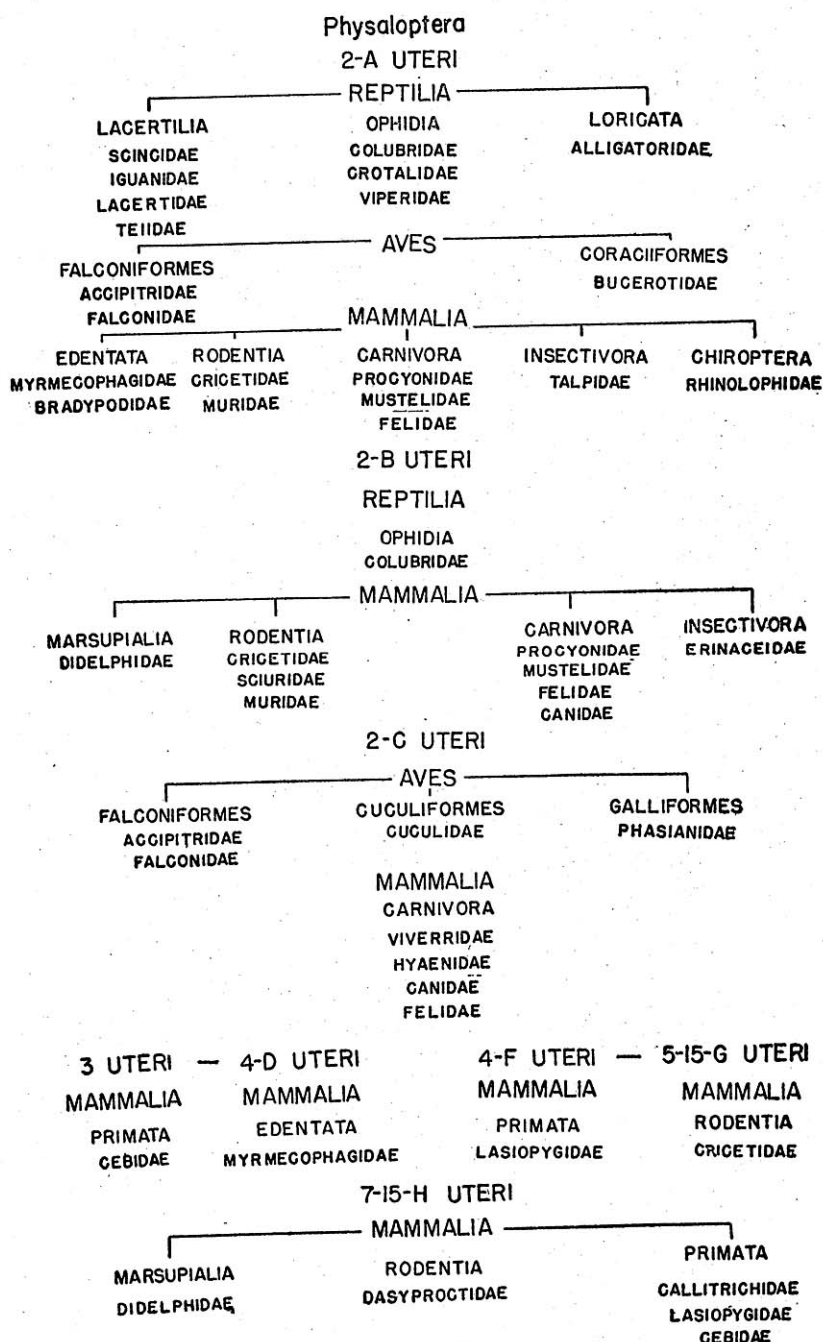 Physaloptera
2-A UTERI
REPTILIA
LACERTILIA OPHIDIA LORICATA
SCINCIDAE COLUBRIDAE ALLIGATORIDAE
IGUANIDAE CROTALIDAE
LACERTIDAE VIPERIDAE
TEIIDAE
AVES
FALCONIFORMES CORACIIFORMES
ACCIPITRIDAE BUCEROTIDAE
FALCONIDAE
MAMMALIA
EDENTATA RODENTIA CARNIVORA INSECTIVORA CHIROPTERA
MYRMECOPHAGIDAE CRICETIDAE PROCYONIDAE TALPIDAE RHINOLOPHIDAE
BRADYPODIDAE MURIDAE MUSTELIDAE
FELIDAE
2-B UTERI
REPTILIA
OPHIDIA
COLUBRIDAE
MAMMALIA
MARSUPIALIA RODENTIA CARNIVORA INSECTIVORA
DIDELPHIDAE CRICETIDAE PROCYONIDAE ERINACEIDAE
SCIURIDAE MUSTELIDAE
MURIDAE FELIDAE
CANIDAE
2-C UTERI
AVES
FALCONIFORMES CUCULIFORMES GALLIFORMES
ACCIPITRIDAE CUCULIDAE PHASIANIDAE
FALCONIDAE
MAMMALIA
CARNIVORA
VIVERRIDAE
HYAENIDAE
CANIDAE
FELIDAE
3 UTERI — 4-D UTERI 4-F UTERI — 5-15-G UTERI
MAMMALIA MAMMALIA MAMMALIA MAMMALIA
PRIMATA EDENTATA PRIMATA RODENTIA
CEBIDAE MYRMECOPHAGIDAE LASIOPYGIDAE CRICETIDAE
7-15-H UTERI
MAMMALIA
MARSUPIALIA RODENTIA PRIMATA
DIDELPHIDAE DASYPROCTIDAE CALLITRICHIDAE
LASIOPYGIDAE
CEBIDAE